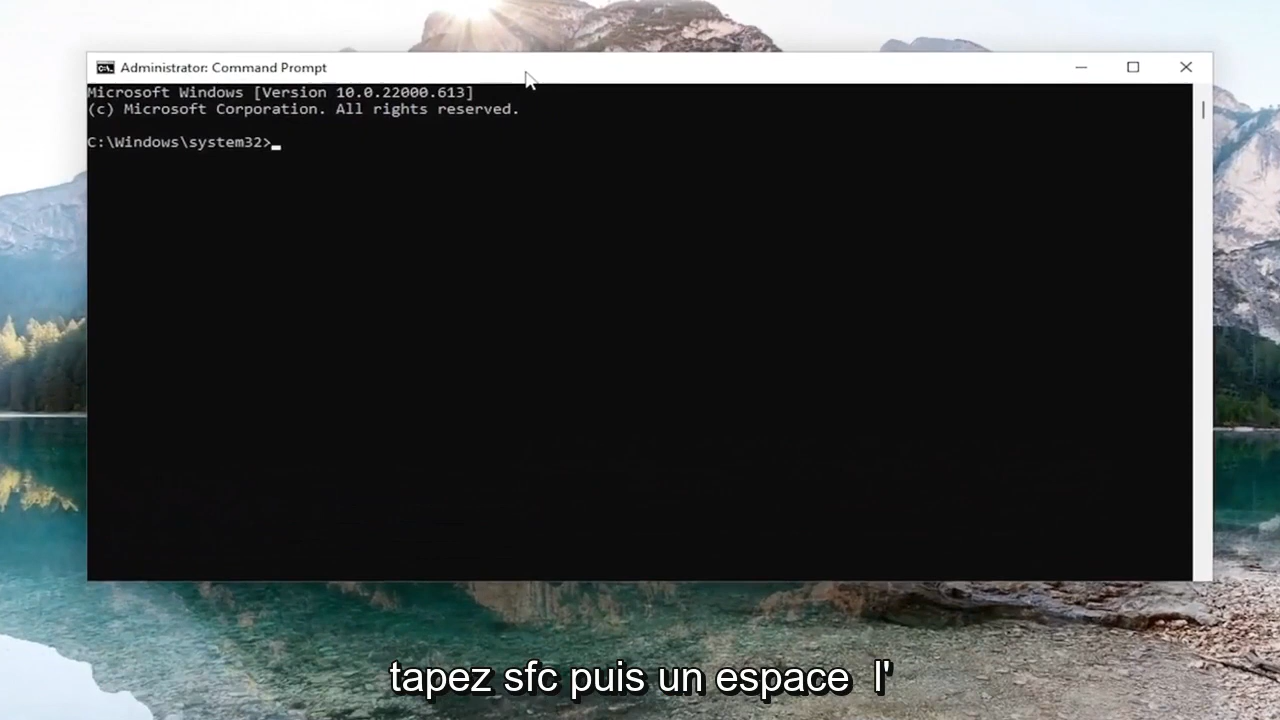 Administrator: Command Prompt
Microsoft Windows [Version 10.0.22000.613]
(c) Microsoft Corporation. All rights reserved.
C:\Windows\system32>
tapez sfc puis un espace l'